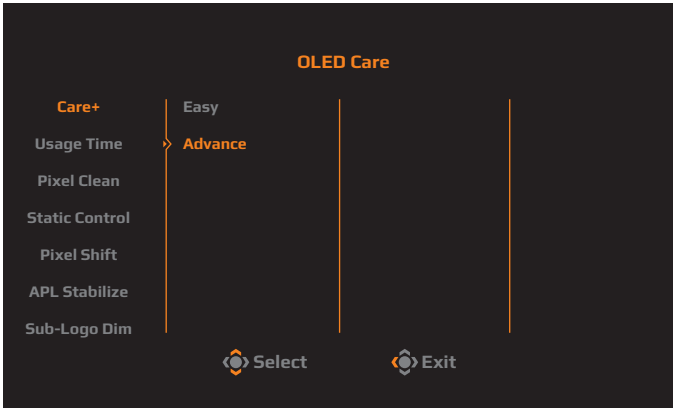 OLED Care
Care+
Easy
Usage Time
Advance
Pixel Clean
Static Control
Pixel Shift
APL Stabilize
Sub-Logo Dim
Select
Exit